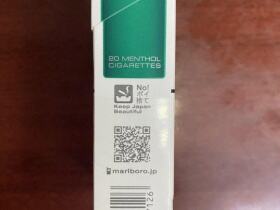 20 MENTHOL
CIGARETTES
No!
ポイ
捨て
Keep Japan
Beautiful
marlboro.jp